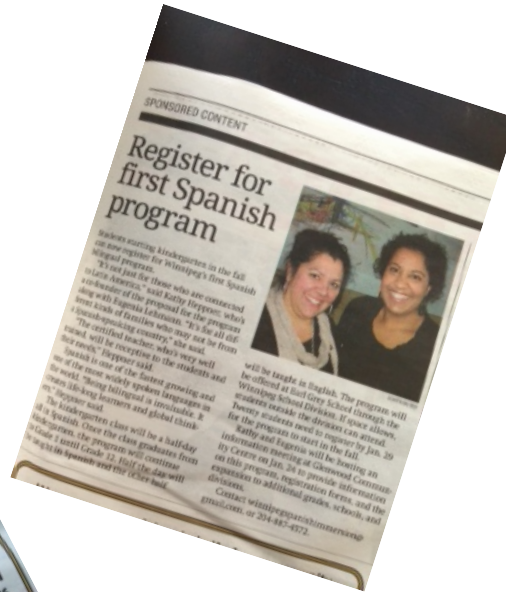 SPONSORED CONTENT
Register for
first Spanish
program
Students starting kindergarten in the fall
can now register for Winnipeg's first Spanish
bilingual program.
"It's not just for those who are connected
to Latin America," said Kathy Heppner, who's
a co-founder of the proposal for the program
along with Eugenia Lehmann. "It's for all dif-
ferent kinds of families who may not be from
a Spanish-speaking country," she said.
"The certified teacher, who's very well
trained, will be receptive to the students and
their needs," Heppner said.
Spanish is one of the fastest growing and
one of the most widely spoken languages in
the world. "Being bilingual is invaluable. It
creates life-long learners and global think-
ers," Heppner said.
The kindergarten class will be a half-day
all in Spanish. Once the class graduates from
kindergarten, the program will continue
to Grade 1 until Grade 12. Half the day will
be taught in Spanish and the other half
will be taught in English. The program will
be offered at Earl Grey School through the
Winnipeg School Division. If space allows,
students outside the division can attend.
Twenty students need to register by Jan. 29
for the program to start in the fall.
Kathy and Eugenia will be hosting an
information meeting at Glenwood Commun-
ity Centre on Jan. 24 to provide information
on this program, registration forms, and the
expansion to additional grades, schools, and
divisions.
Contact winnipegspanishimmersion@
gmail.com, or